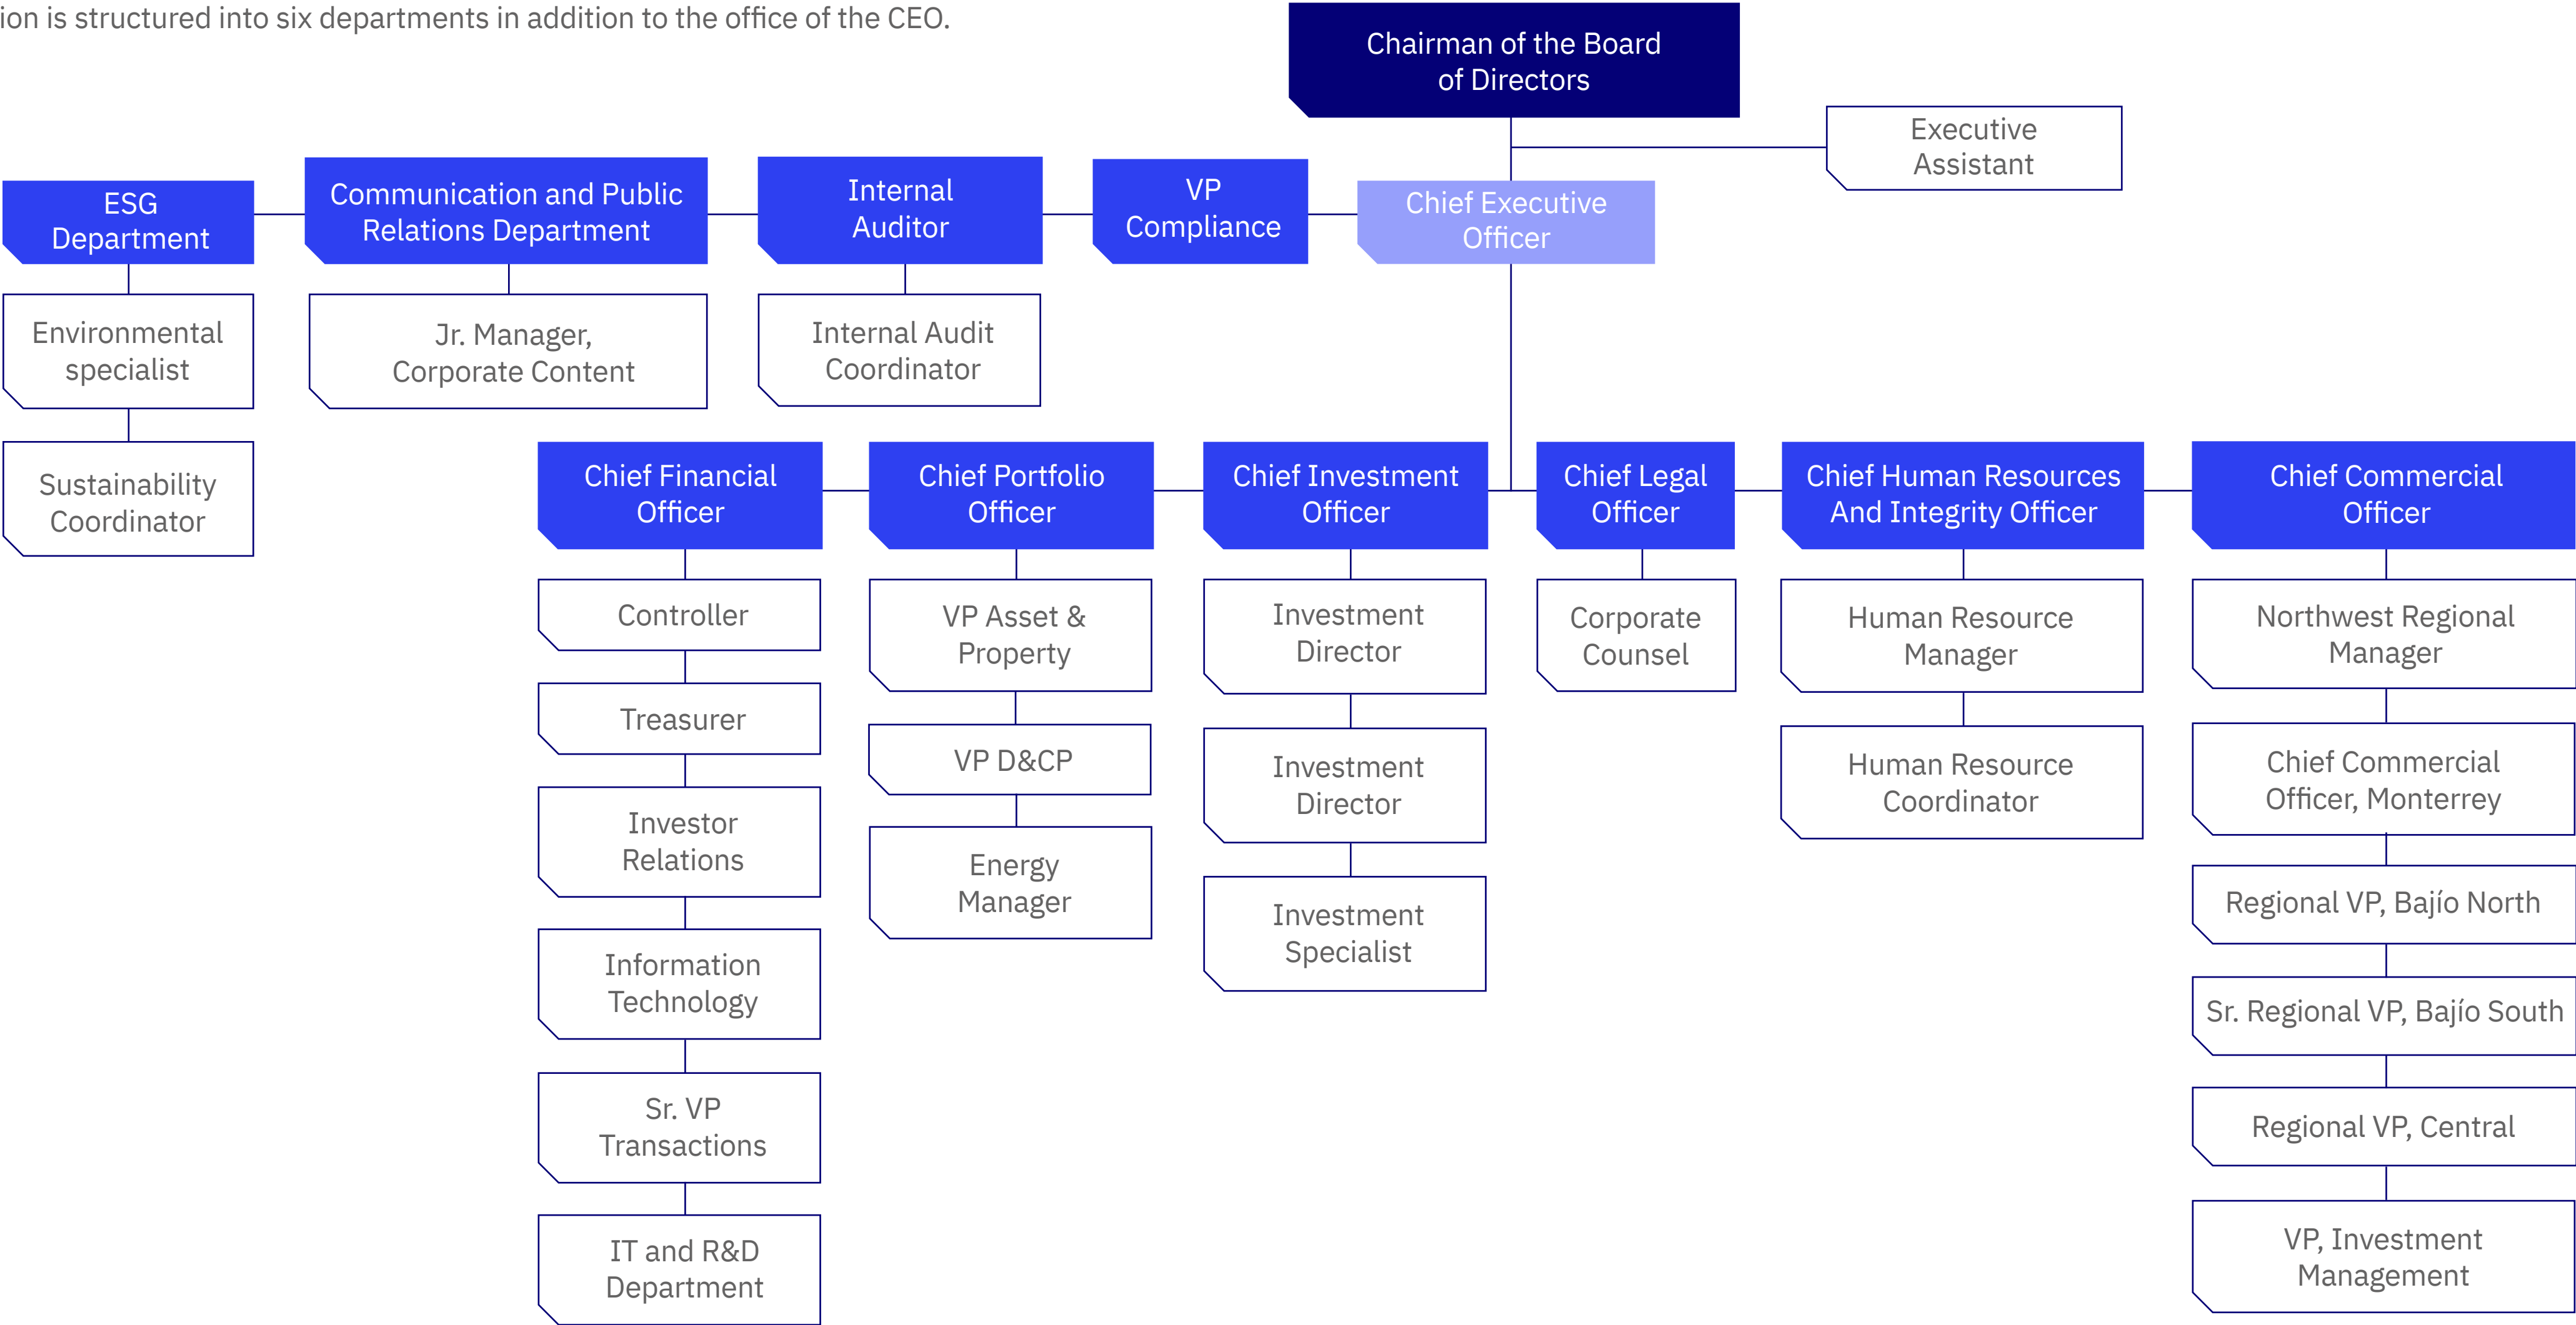 ion is structured into six departments in addition to the office of the CEO.
Chairman of the Board
of Directors
Executive
Assistant
ESG
Department
Communication and Public
Relations Department
Internal
Auditor
VP
Compliance
Chief Executive
Officer
Environmental
specialist
Jr. Manager,
Corporate Content
Internal Audit
Coordinator
Sustainability
Coordinator
Chief Financial
Officer
Chief Portfolio
Officer
Chief Investment
Officer
Chief Legal
Officer
Chief Human Resources
And Integrity Officer
Chief Commercial
Officer
Controller
Treasurer
Investor
Relations
Information
Technology
Sr. VP
Transactions
IT and R&D
Department
VP Asset &
Property
VP D&CP
Energy
Manager
Investment
Director
Investment
Director
Investment
Specialist
Corporate
Counsel
Human Resource
Manager
Human Resource
Coordinator
Northwest Regional
Manager
Chief Commercial
Officer, Monterrey
Regional VP, Bajío North
Sr. Regional VP, Bajío South
Regional VP, Central
VP, Investment
Management